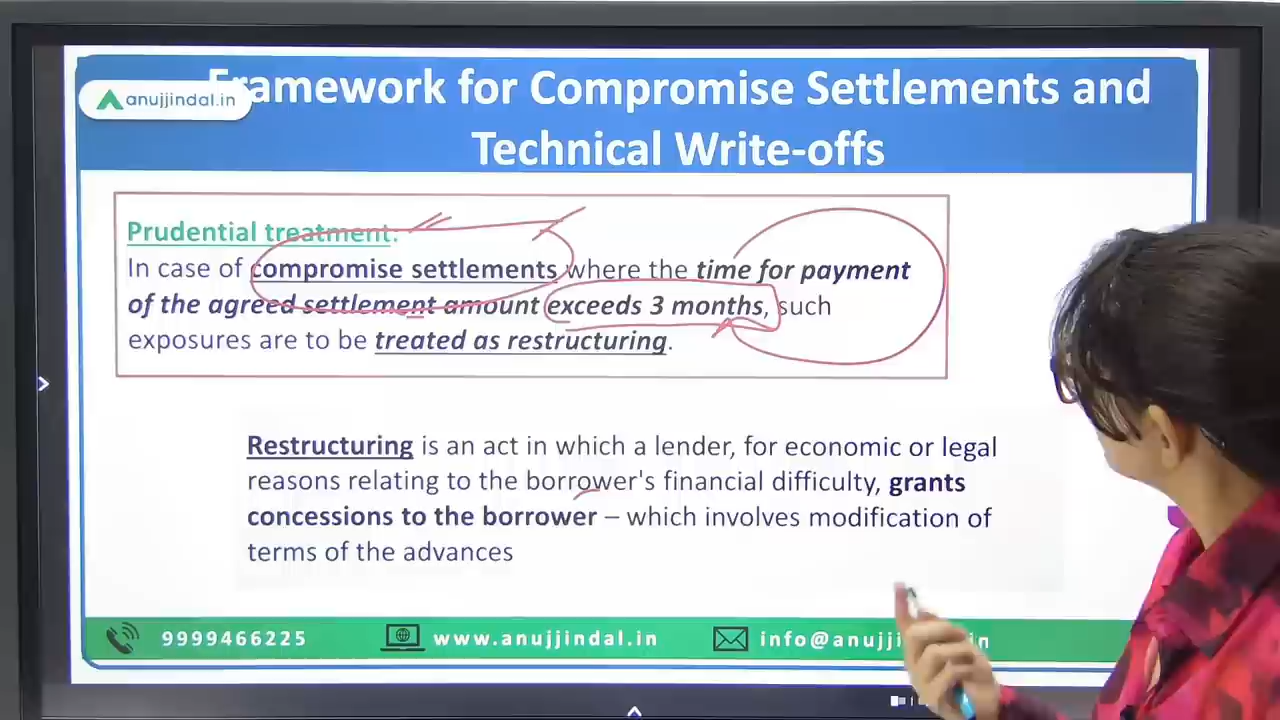 Framework for Compromise Settlements and
anujjindal.in
Technical Write-offs
Prudential treatment:
In case of compromise settlements where the time for payment
of the agreed settlement amount exceeds 3 months, such
exposures are to be treated as restructuring.
Restructuring is an act in which a lender, for economic or legal
reasons relating to the borrower's financial difficulty, grants
concessions to the borrower – which involves modification of
terms of the advances
9999466225 www.anujjindal.in info@anujji in